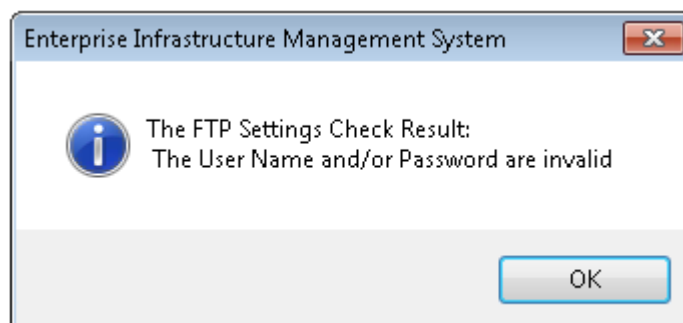 Enterprise Infrastructure Management System
The FTP Settings Check Result:
The User Name and/or Password are invalid
OK